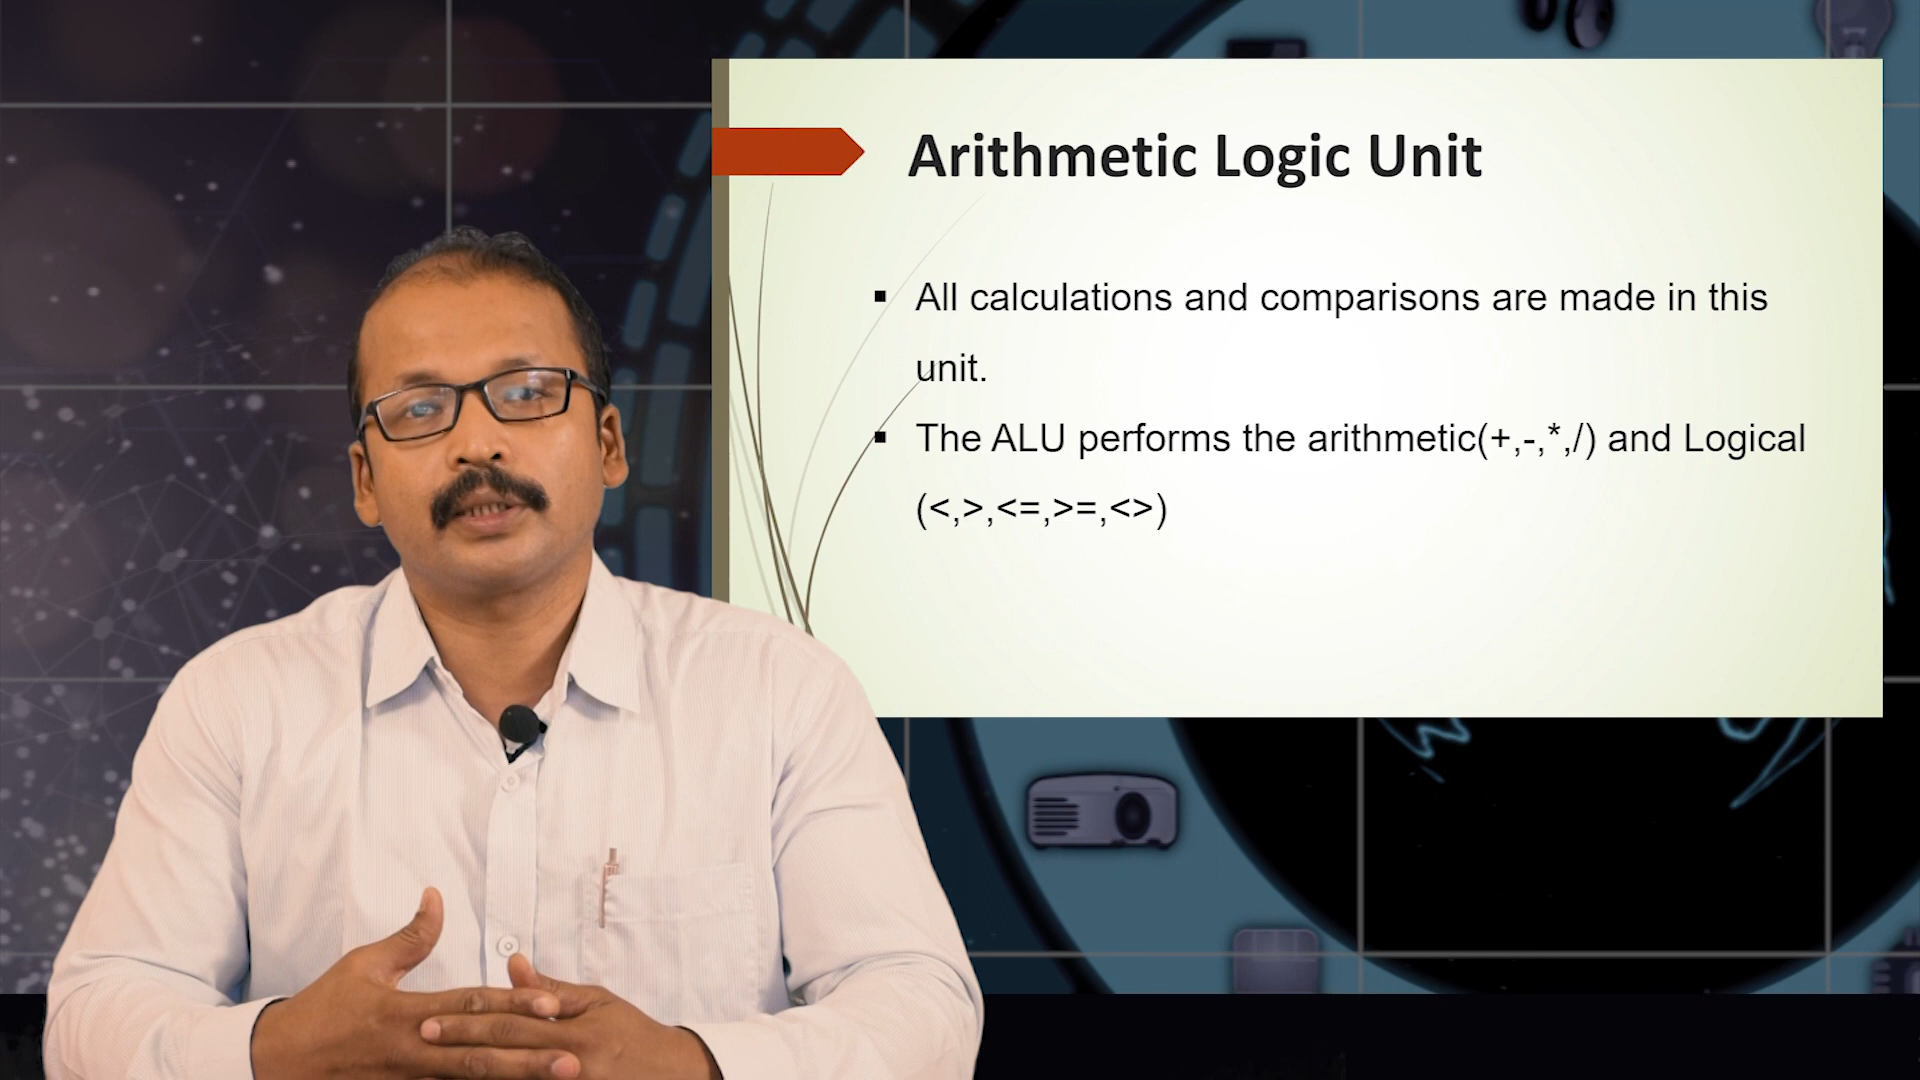 Arithmetic Logic Unit
▪ All calculations and comparisons are made in this
unit.
▪ The ALU performs the arithmetic(+,-,*,/) and Logical
(<,>,<=,>=,<>)